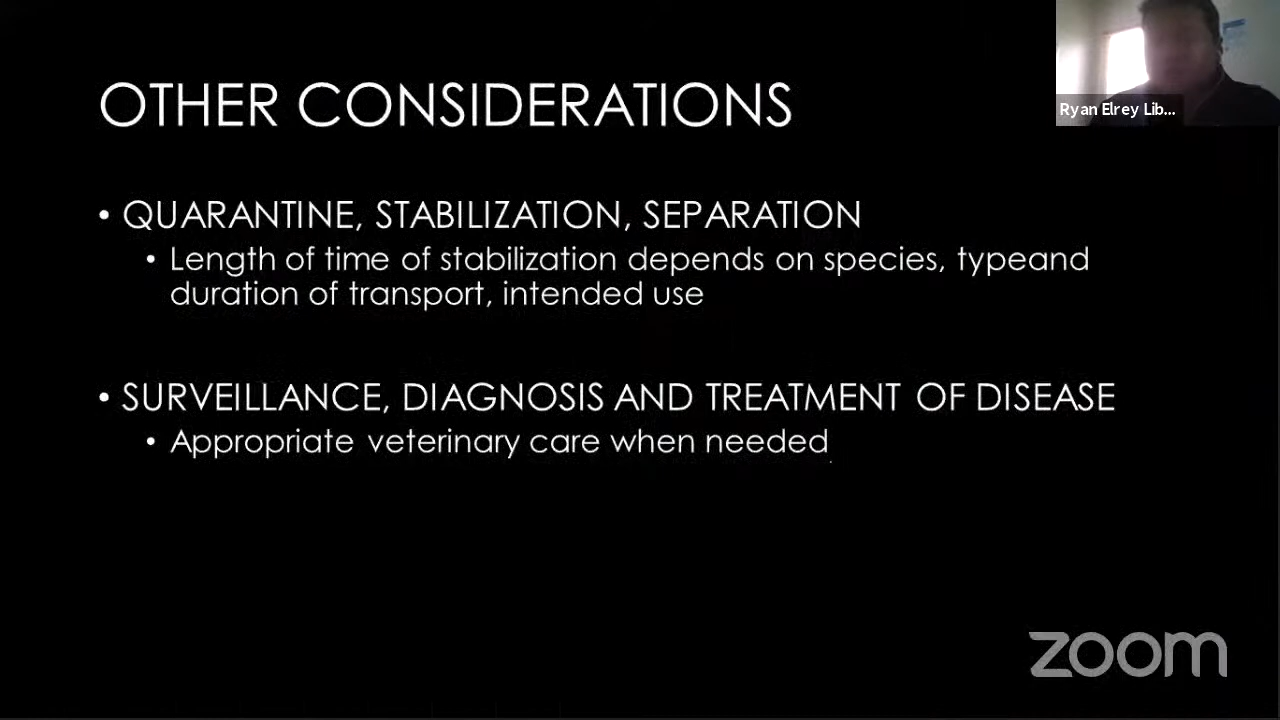 OTHER CONSIDERATIONS
Ryan Elrey Lib...
• QUARANTINE, STABILIZATION, SEPARATION
• Length of time of stabilization depends on species, typeand
duration of transport, intended use
• SURVEILLANCE, DIAGNOSIS AND TREATMENT OF DISEASE
• Appropriate veterinary care when needed
zoom